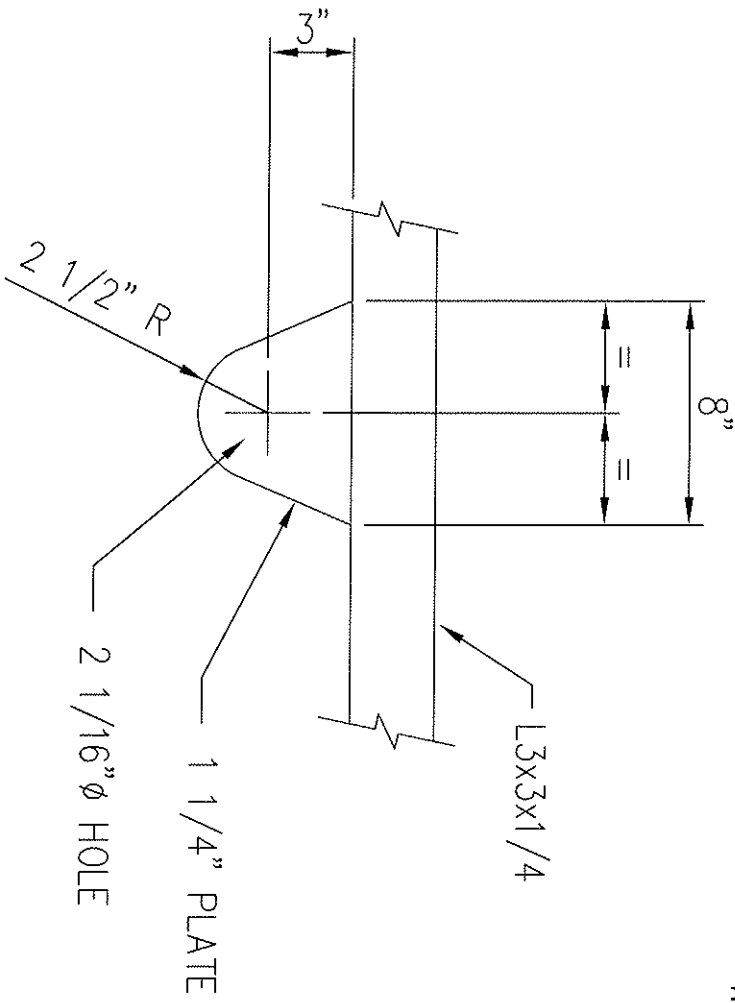 3"
2 1/2" R
=
=
8"
L3x3x1/4
1 1/4" PLATE
2 1/16"ø HOLE